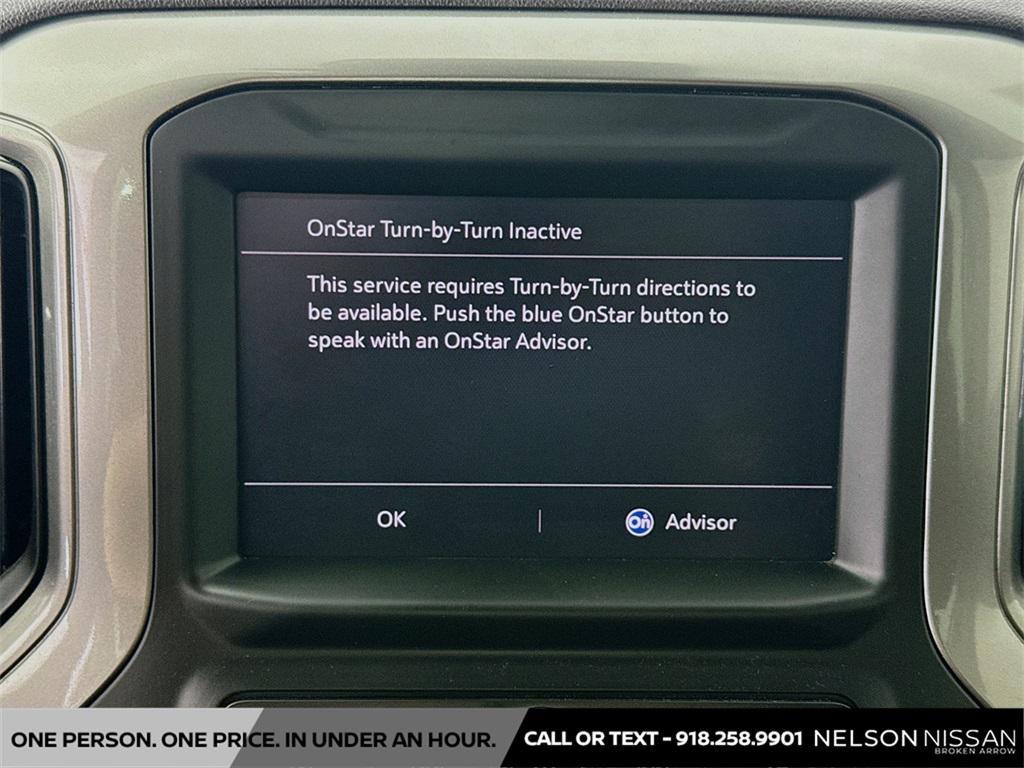 OnStar Turn-by-Turn Inactive
This service requires Turn-by-Turn directions to
be available. Push the blue OnStar button to
speak with an OnStar Advisor.
OK
On Advisor
ONE PERSON. ONE PRICE. IN UNDER AN HOUR.
CALL OR TEXT - 918.258.9901
NELSON NISSAN
BROKEN ARROW